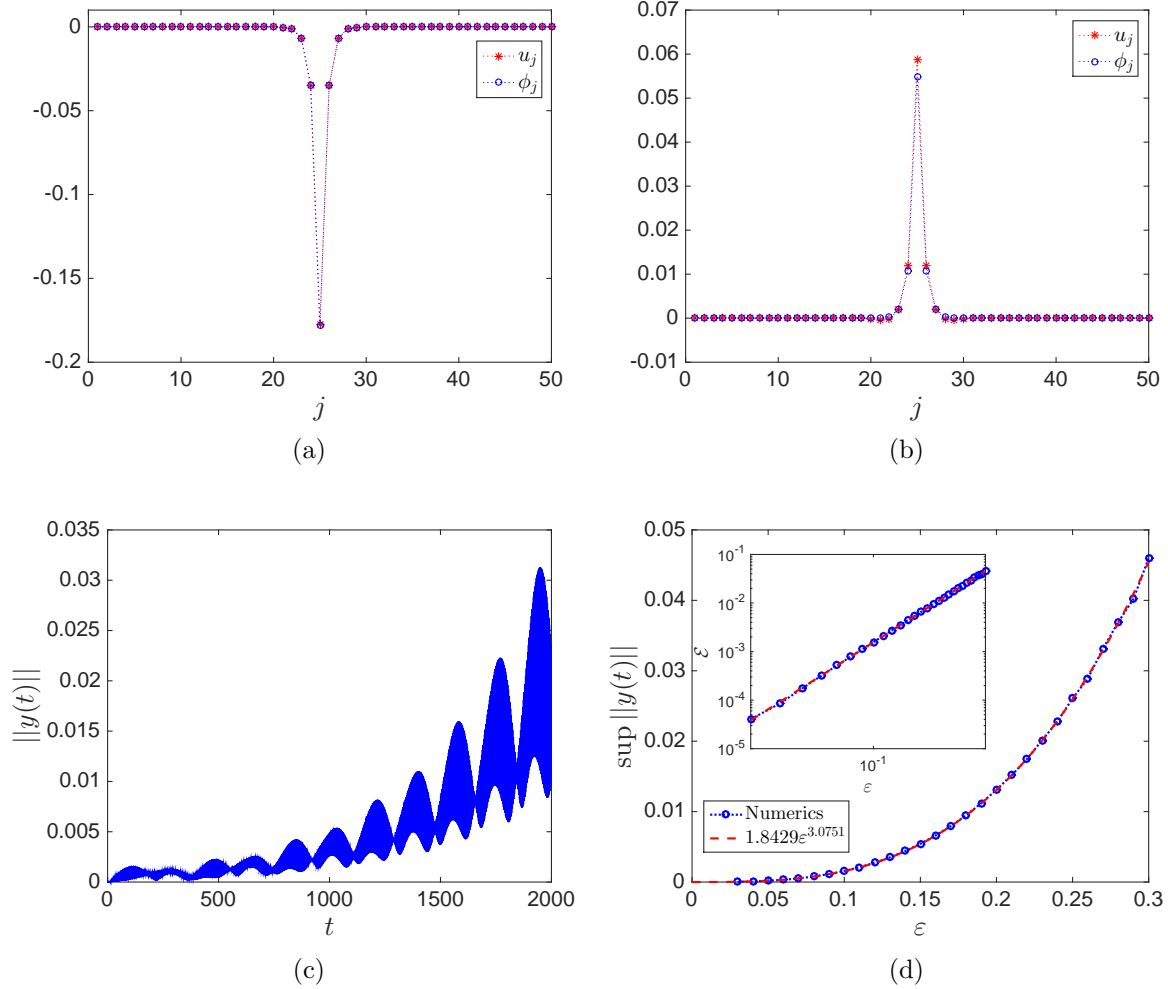 0
-0.05
-0.1
-0.15
-0.2
0 10 20 30 40 50
j
u_j
ϕ_j
(a)
0.07
0.06
0.05
0.04
0.03
0.02
0.01
0
-0.01
0 10 20 30 40 50
j
u_j
ϕ_j
(b)
0.035
0.03
0.025
0.02
0.015
0.01
0.005
0
||y(t)||
0 500 1000 1500 2000
t
(c)
0.05
0.04
0.03
0.02
0.01
0
sup ||y(t)||
10^-1
10^-2
10^-3
10^-4
10^-5
ℰ
10^-1
ε
Numerics
1.8429ε^3.0751
0 0.05 0.1 0.15 0.2 0.25 0.3
ε
(d)